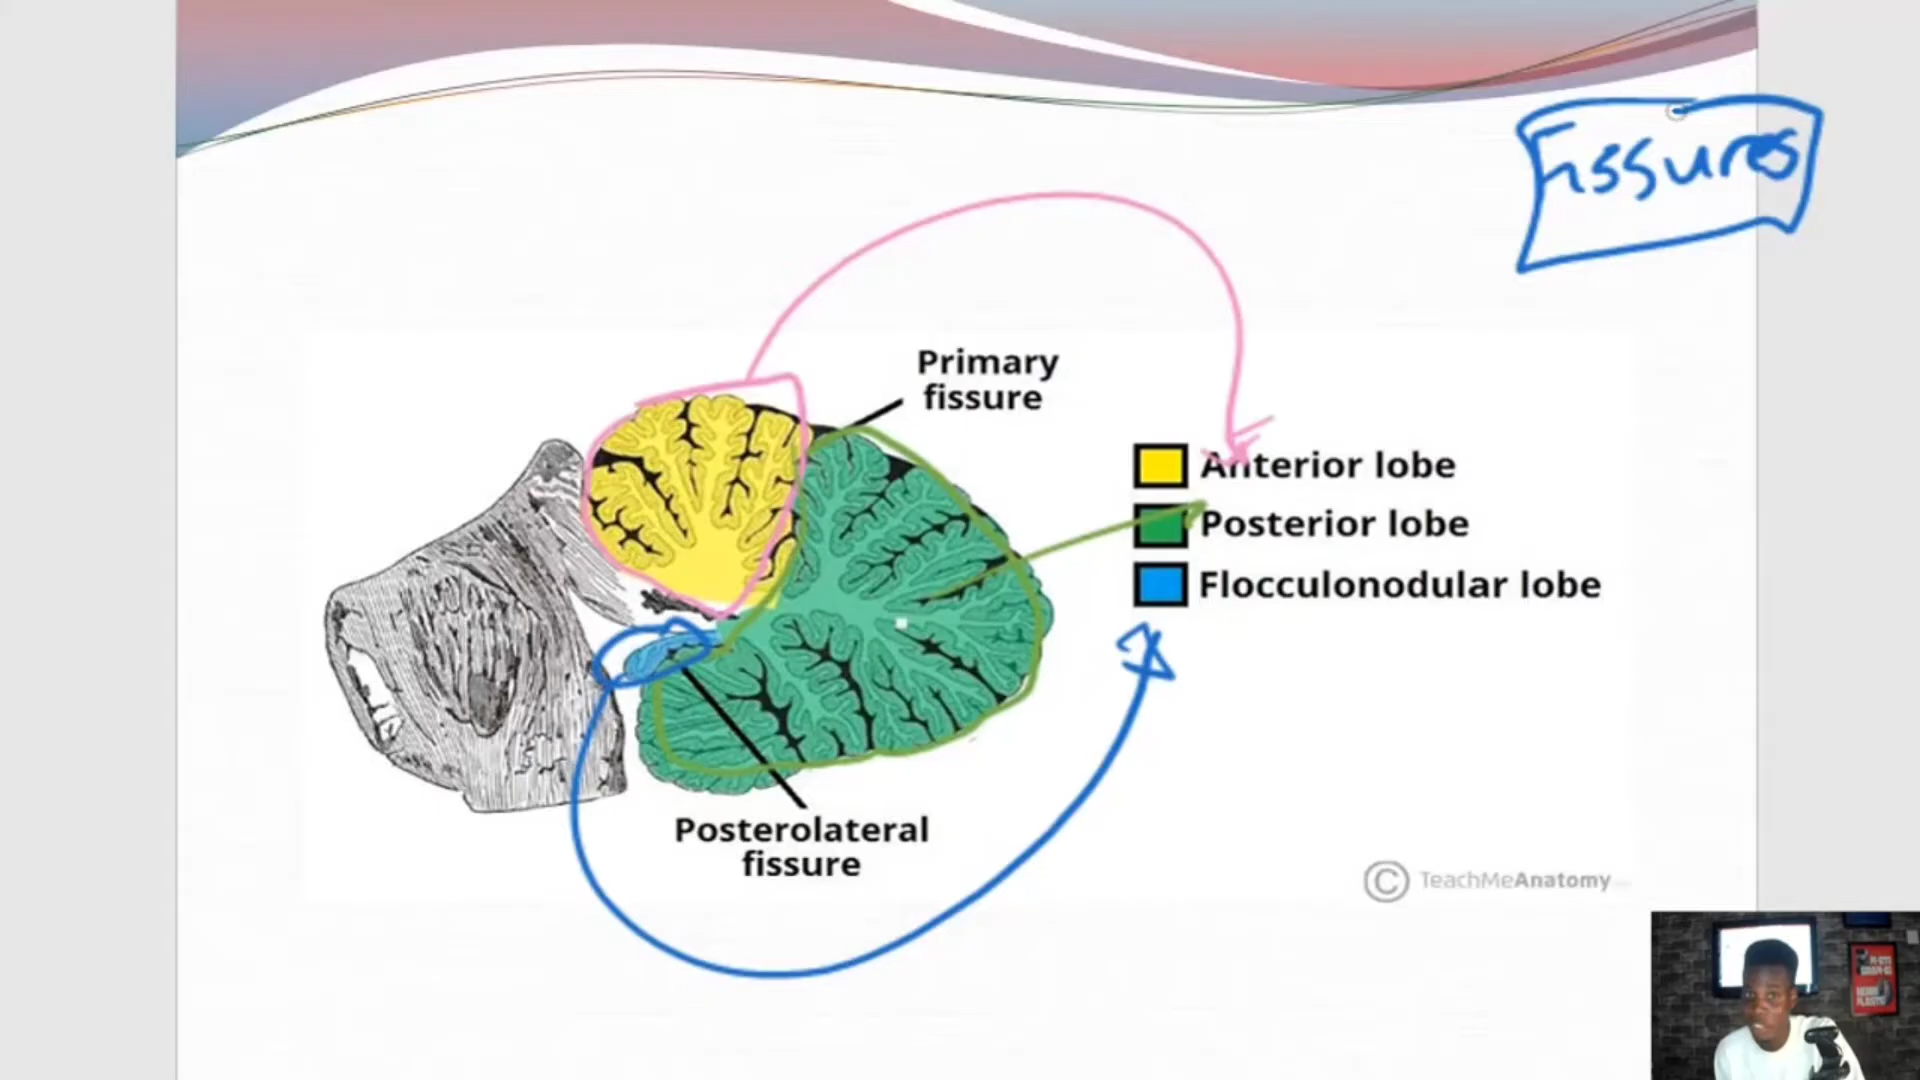 Fissures
Primary
fissure
Anterior lobe
Posterior lobe
Flocculonodular lobe
Posterolateral
fissure
© TeachMeAnatomy